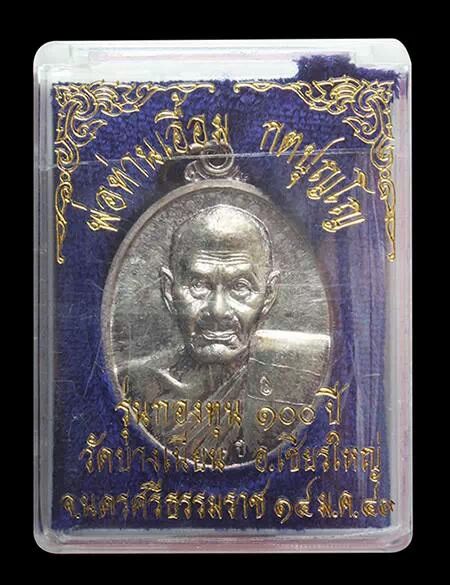 พ่อท่านเอื้อม กตปุญโญ
รุ่นกองทุน ๑๐๐ ปี
วัดบางเนียน อ.เชียรใหญ่
จ.นครศรีธรรมราช ๑๔ ม.ค. ๔๙